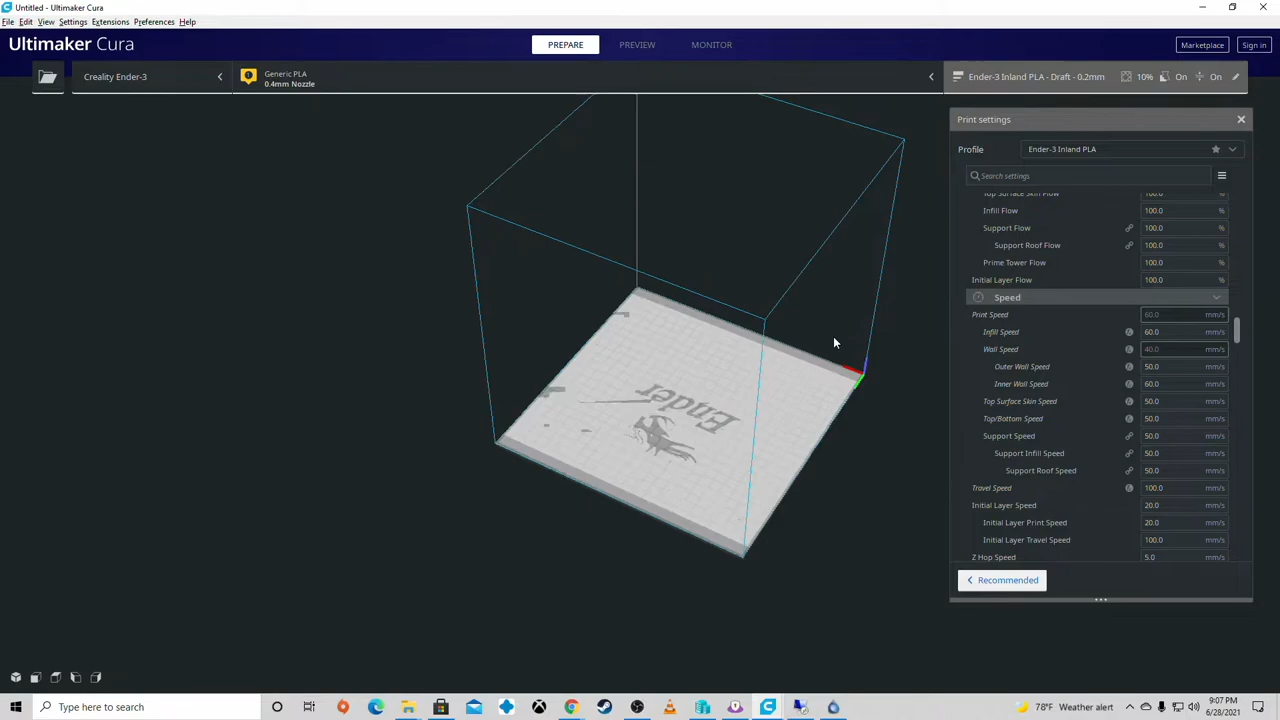 Untitled - Ultimaker Cura
File Edit View Settings Extensions Preferences Help
Ultimaker Cura
PREPARE
PREVIEW
MONITOR
Marketplace
Sign in
Creality Ender-3
Generic PLA
0.4mm Nozzle
Ender-3 Inland PLA - Draft - 0.2mm
10%
On
On
Print settings
Profile
Ender-3 Inland PLA
Search settings
Top Surface Skin Flow 100.0 %
Infill Flow 100.0 %
Support Flow 100.0 %
Support Roof Flow 100.0 %
Prime Tower Flow 100.0 %
Initial Layer Flow 100.0 %
Speed
Print Speed 60.0 mm/s
Infill Speed 60.0 mm/s
Wall Speed 40.0 mm/s
Outer Wall Speed 50.0 mm/s
Inner Wall Speed 60.0 mm/s
Top Surface Skin Speed 50.0 mm/s
Top/Bottom Speed 50.0 mm/s
Support Speed 50.0 mm/s
Support Infill Speed 50.0 mm/s
Support Roof Speed 50.0 mm/s
Travel Speed 100.0 mm/s
Initial Layer Speed 20.0 mm/s
Initial Layer Print Speed 20.0 mm/s
Initial Layer Travel Speed 100.0 mm/s
Z Hop Speed 5.0 mm/s
Recommended
Ender
Type here to search
78°F Weather alert
9:07 PM
6/28/2021